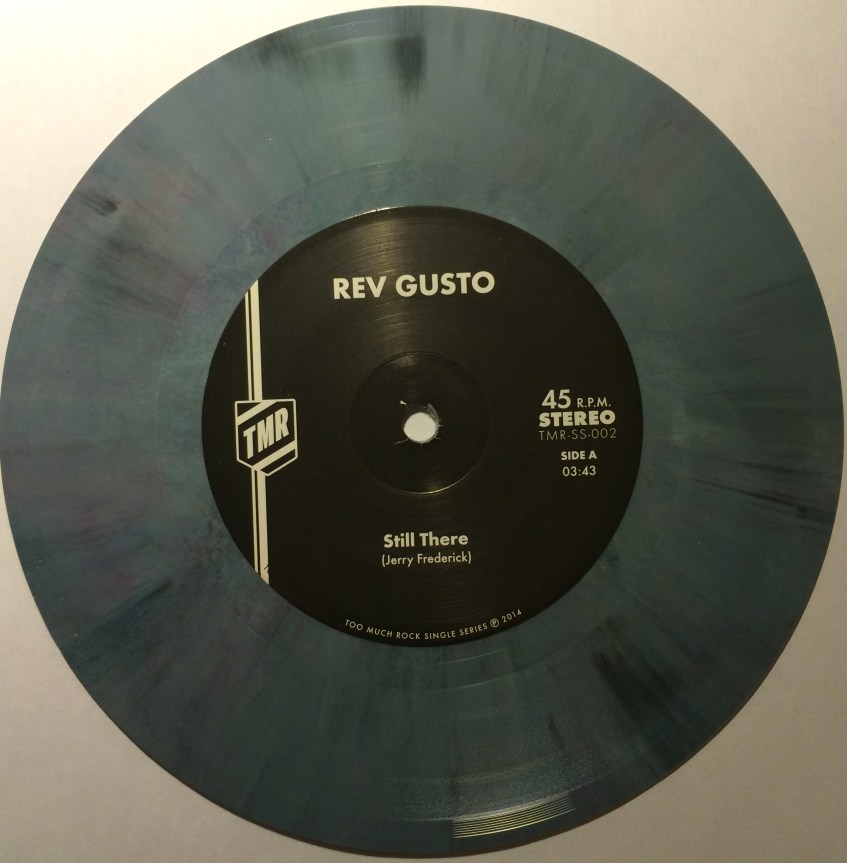 REV GUSTO
TMR
45 R.P.M.
STEREO
TMR-SS-002
SIDE A
03:43
Still There
(Jerry Frederick)
TOO MUCH ROCK SINGLE SERIES ℗ 2014